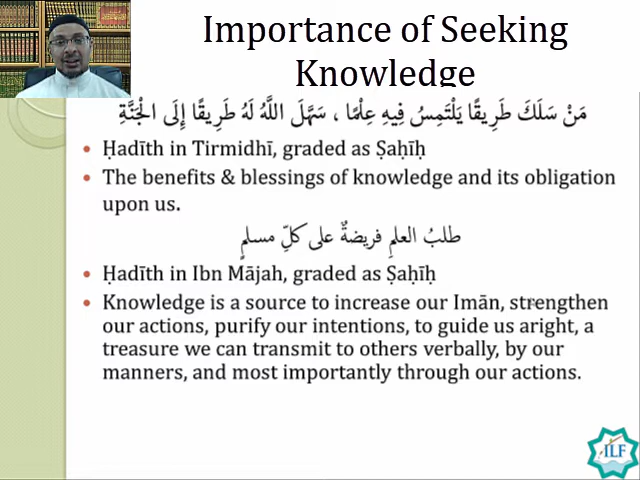 Importance of Seeking
Knowledge
مَنْ سَلَكَ طَرِيقًا يَلْتَمِسُ فِيهِ عِلْمًا ، سَهَّلَ اللَّهُ لَهُ طَرِيقًا إِلَى الْجَنَّةِ
• Ḥadīth in Tirmidhī, graded as Ṣaḥīḥ
• The benefits & blessings of knowledge and its obligation
upon us.
طلبُ العلمِ فريضةٌ على كلِّ مسلمٍ
• Ḥadīth in Ibn Mājah, graded as Ṣaḥīḥ
• Knowledge is a source to increase our Imān, strengthen
our actions, purify our intentions, to guide us aright, a
treasure we can transmit to others verbally, by our
manners, and most importantly through our actions.
ILF